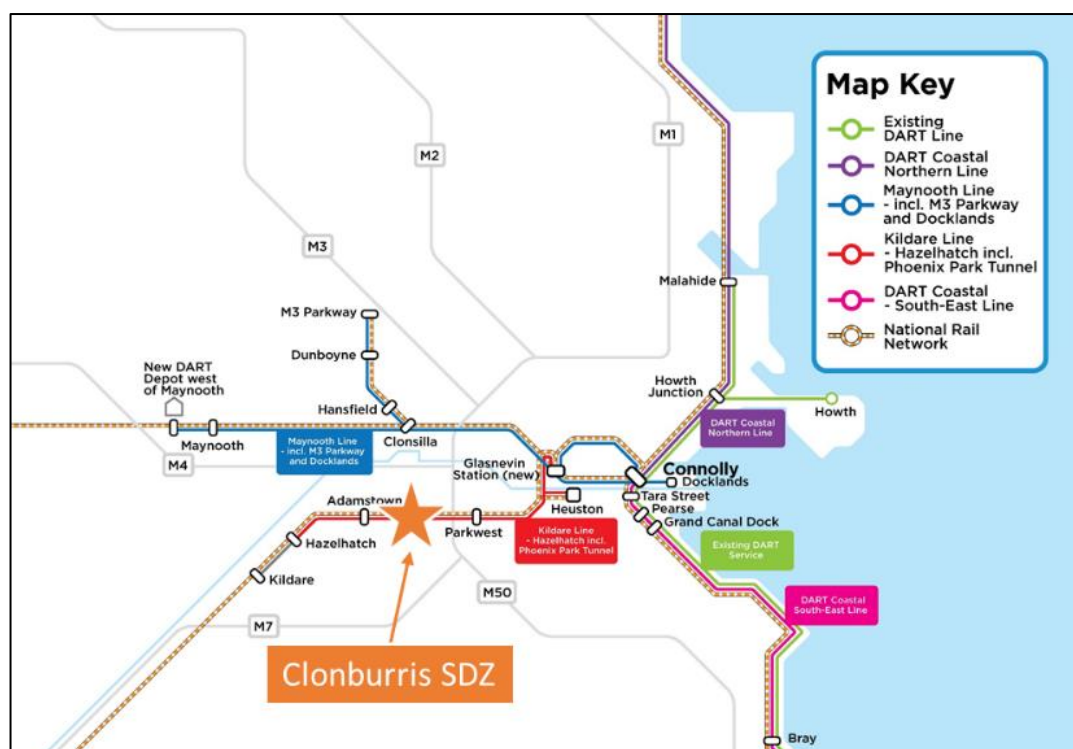 Map Key
Existing
DART Line
DART Coastal
Northern Line
Maynooth Line
- incl. M3 Parkway
and Docklands
Kildare Line
- Hazelhatch incl.
Phoenix Park Tunnel
DART Coastal
- South-East Line
National Rail
Network
M1
M2
M3
Malahide
M3 Parkway
Dunboyne
New DART
Depot west
of Maynooth
Howth
Junction
Howth
Hansfield
DART Coastal
Northern Line
Maynooth
Clonsilla
Maynooth Line
- incl. M3 Parkway
and Docklands
M4
Glasnevin
Station (new)
Connolly
Docklands
Heuston
Tara Street
Pearse
Grand Canal Dock
Adamstown
Parkwest
Hazelhatch
Kildare Line
- Hazelhatch incl.
Phoenix Park Tunnel
Existing DART
Service
Kildare
M50
DART Coastal
South-East Line
M7
Clonburris SDZ
Bray